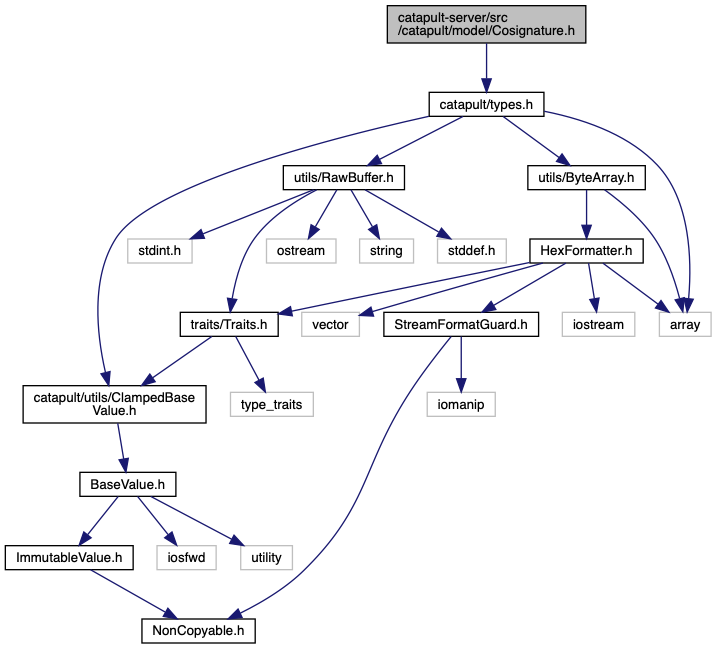 catapult-server/src
/catapult/model/Cosignature.h
catapult/types.h
utils/RawBuffer.h
utils/ByteArray.h
stdint.h
ostream
string
stddef.h
HexFormatter.h
traits/Traits.h
vector
StreamFormatGuard.h
iostream
array
catapult/utils/ClampedBase
Value.h
type_traits
iomanip
BaseValue.h
ImmutableValue.h
iosfwd
utility
NonCopyable.h